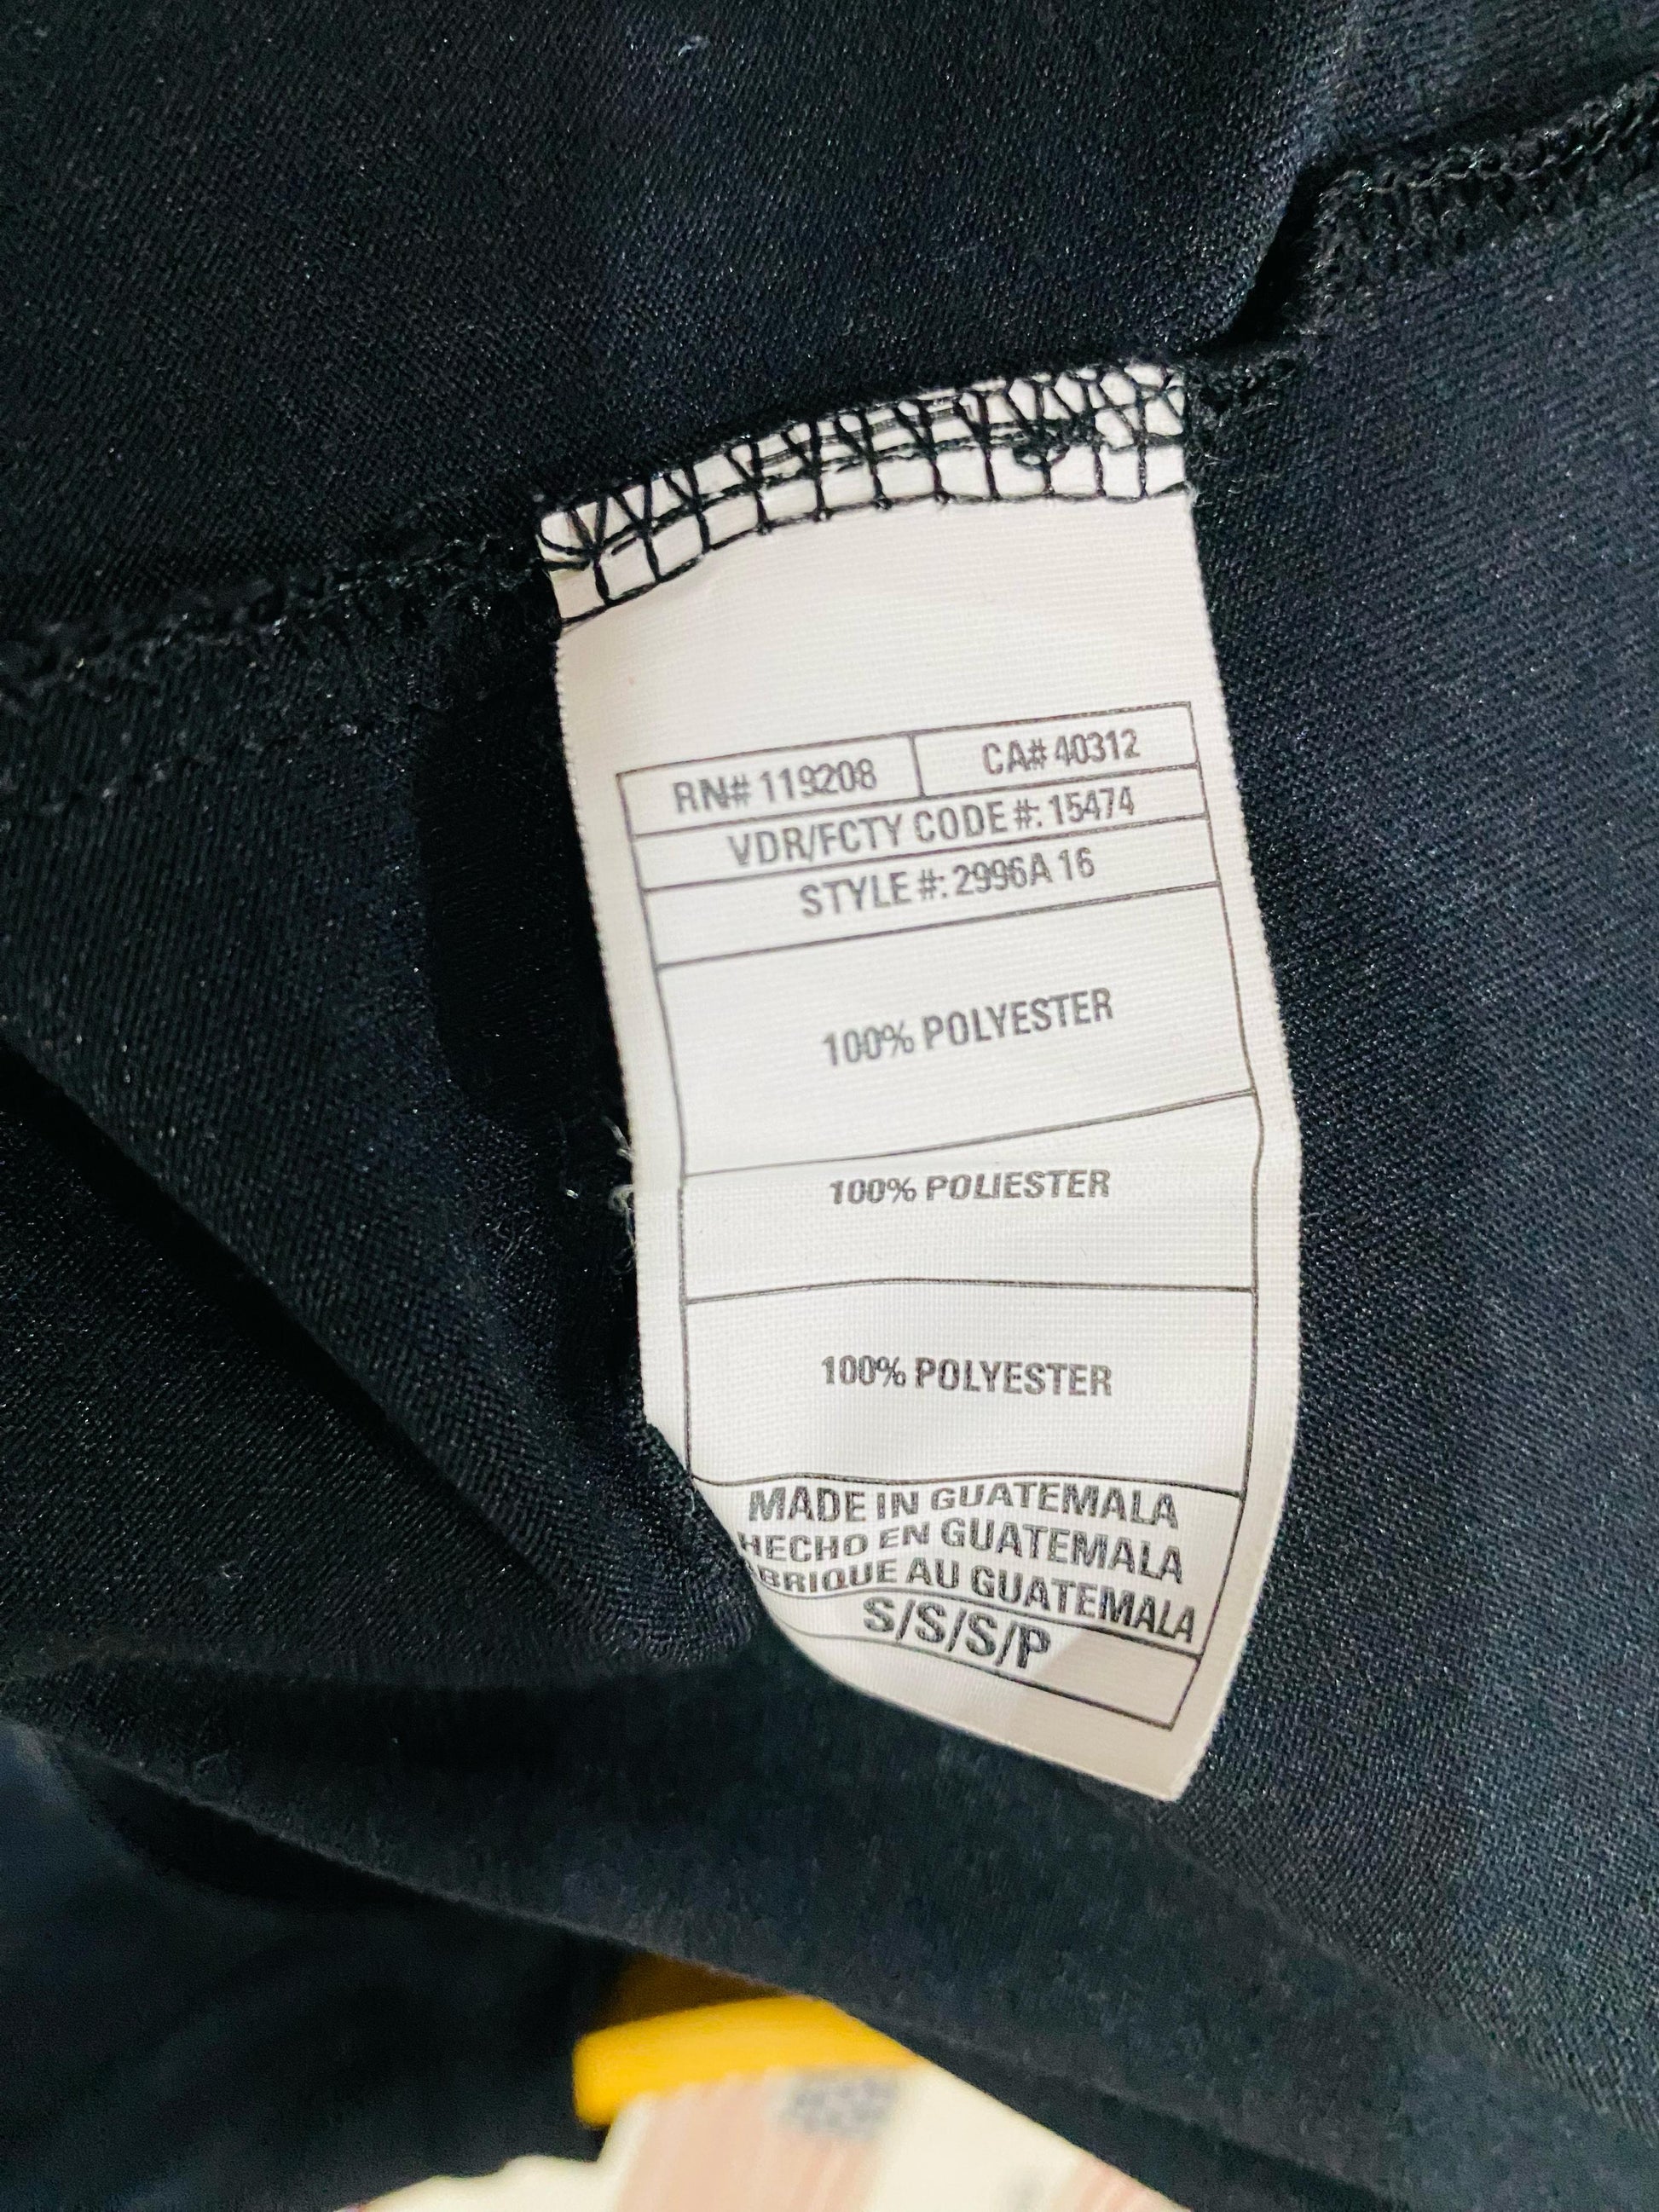 RN# 119208 CA# 40312
VDR/FCTY CODE #: 15474
STYLE #: 2996A 16
100% POLYESTER
100% POLIESTER
100% POLYESTER
MADE IN GUATEMALA
HECHO EN GUATEMALA
BRIQUE AU GUATEMALA
S/S/S/P